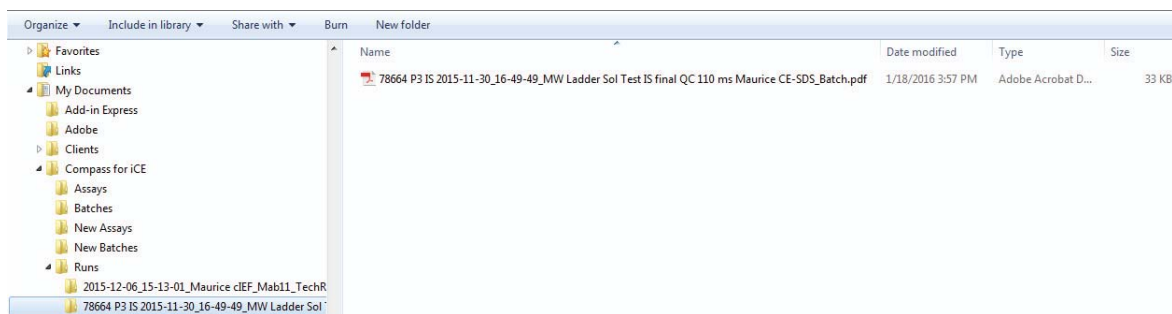 Organize Include in library Share with Burn New folder
Favorites
Links
My Documents
Add-in Express
Adobe
Clients
Compass for iCE
Assays
Batches
New Assays
New Batches
Runs
2015-12-06_15-13-01_Maurice cIEF_Mab11_TechR
78664 P3 IS 2015-11-30_16-49-49_MW Ladder Sol
Name Date modified Type Size
78664 P3 IS 2015-11-30_16-49-49_MW Ladder Sol Test IS final QC 110 ms Maurice CE-SDS_Batch.pdf 1/18/2016 3:57 PM Adobe Acrobat D... 33 KB